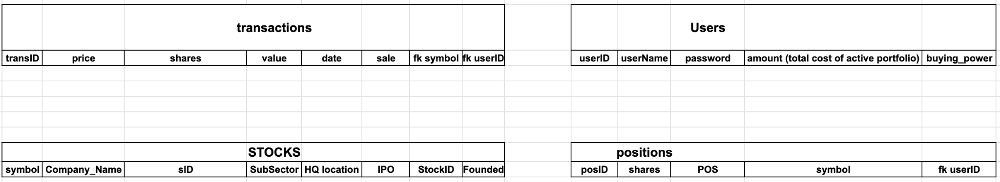 transactions
transID price shares value date sale fk symbol fk userID
Users
userID userName password amount (total cost of active portfolio) buying_power
STOCKS
symbol Company_Name sID SubSector HQ location IPO StockID Founded
positions
posID shares POS symbol fk userID